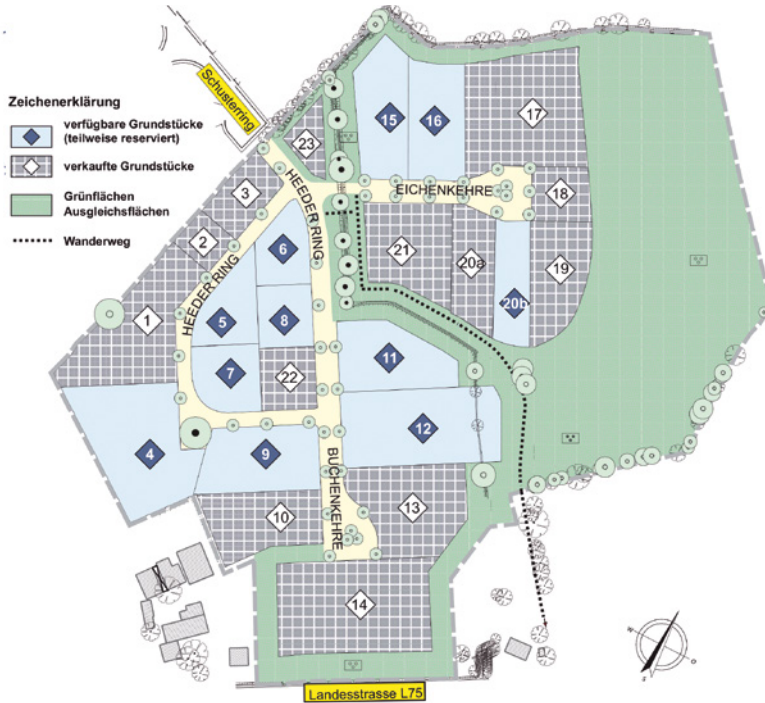 Zeichenerklärung
verfügbare Grundstücke
(teilweise reserviert)
verkaufte Grundstücke
Grünflächen
Ausgleichsflächen
Wanderweg
Schusterring
15
16
17
23
EICHENKEHRE
18
3
HEEDER RING
2
6
21
20a
19
HEEDER RING
1
5
8
20b
7
22
11
4
9
12
BUCHENKEHRE
10
13
14
W
O
S
Landesstrasse L75